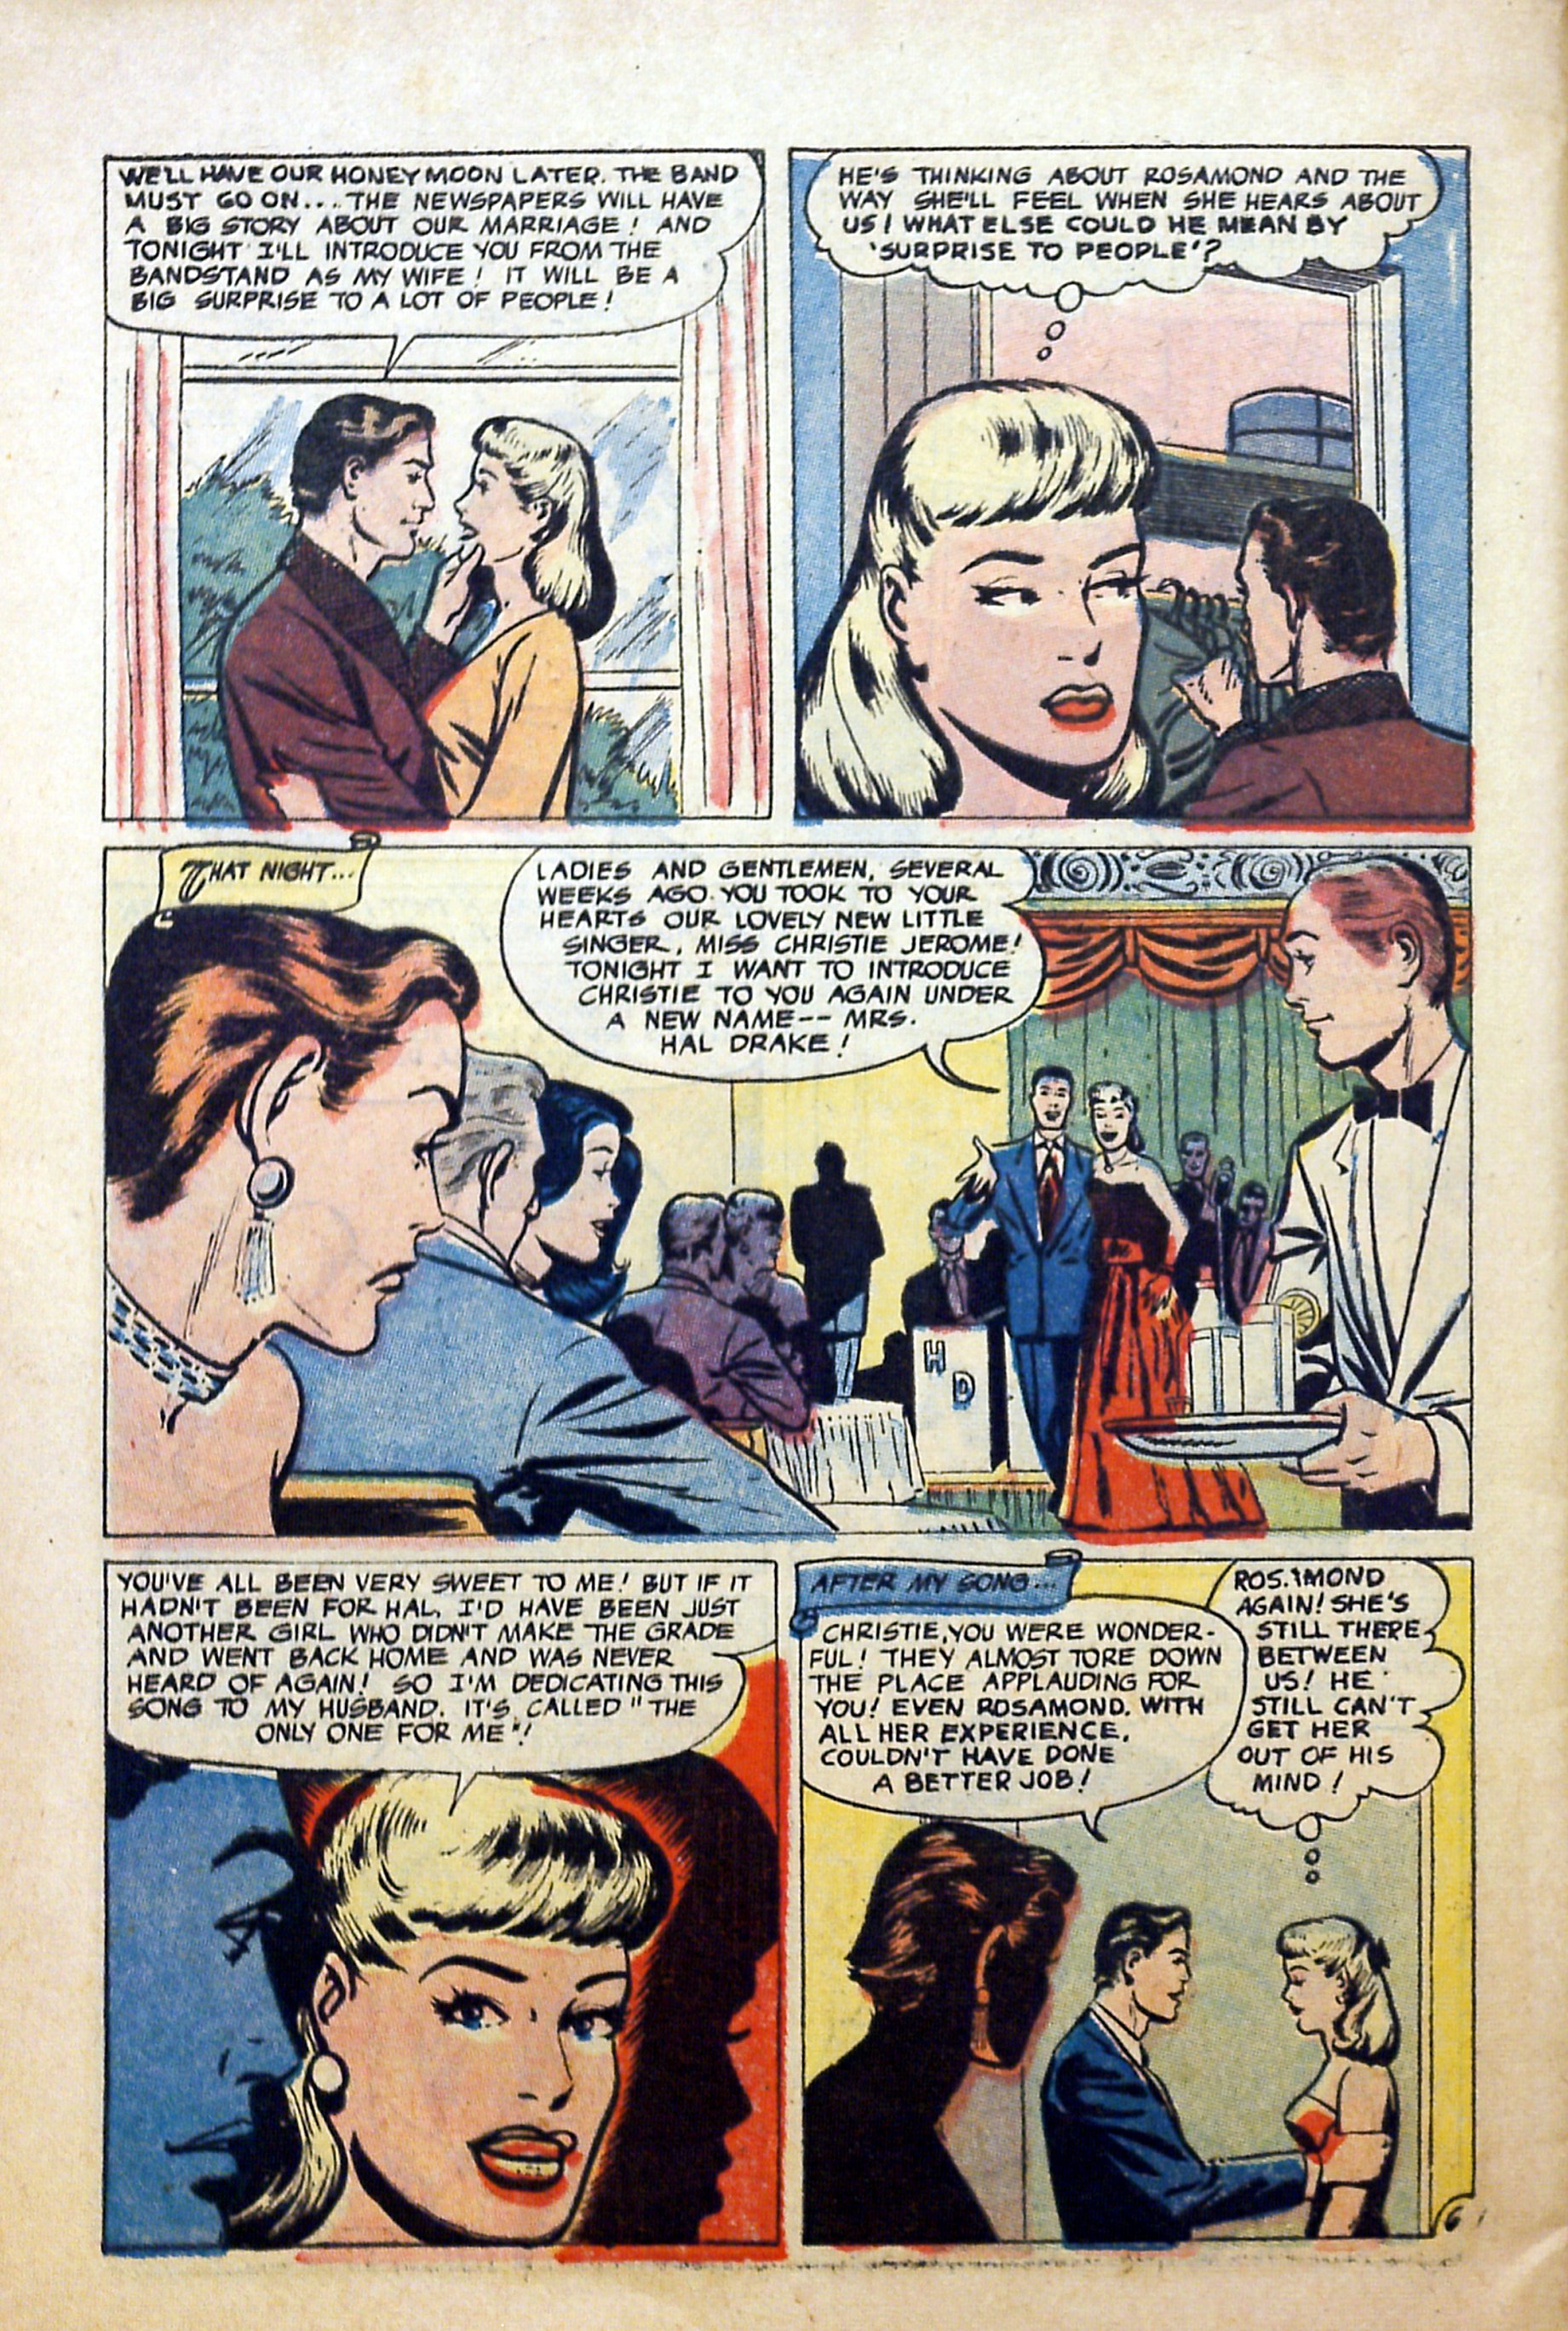 WE'LL HAVE OUR HONEYMOON LATER. THE BAND
MUST GO ON... THE NEWSPAPERS WILL HAVE
A BIG STORY ABOUT OUR MARRIAGE! AND
TONIGHT I'LL INTRODUCE YOU FROM THE
BANDSTAND AS MY WIFE! IT WILL BE A
BIG SURPRISE TO A LOT OF PEOPLE!
HE'S THINKING ABOUT ROSAMOND AND THE
WAY SHE'LL FEEL WHEN SHE HEARS ABOUT
US! WHAT ELSE COULD HE MEAN BY
'SURPRISE TO PEOPLE'?
THAT NIGHT...
LADIES AND GENTLEMEN, SEVERAL
WEEKS AGO YOU TOOK TO YOUR
HEARTS OUR LOVELY NEW LITTLE
SINGER, MISS CHRISTIE JEROME!
TONIGHT I WANT TO INTRODUCE
CHRISTIE TO YOU AGAIN UNDER
A NEW NAME-- MRS.
HAL DRAKE!
H
D
YOU'VE ALL BEEN VERY SWEET TO ME! BUT IF IT
HADN'T BEEN FOR HAL, I'D HAVE BEEN JUST
ANOTHER GIRL WHO DIDN'T MAKE THE GRADE
AND WENT BACK HOME AND WAS NEVER
HEARD OF AGAIN! SO I'M DEDICATING THIS
SONG TO MY HUSBAND. IT'S CALLED "THE
ONLY ONE FOR ME"!
AFTER MY SONG...
CHRISTIE, YOU WERE WONDER-
FUL! THEY ALMOST TORE DOWN
THE PLACE APPLAUDING FOR
YOU! EVEN ROSAMOND, WITH
ALL HER EXPERIENCE,
COULDN'T HAVE DONE
A BETTER JOB!
ROSAMOND
AGAIN! SHE'S
STILL THERE
BETWEEN
US! HE
STILL CAN'T
GET HER
OUT OF HIS
MIND!
6